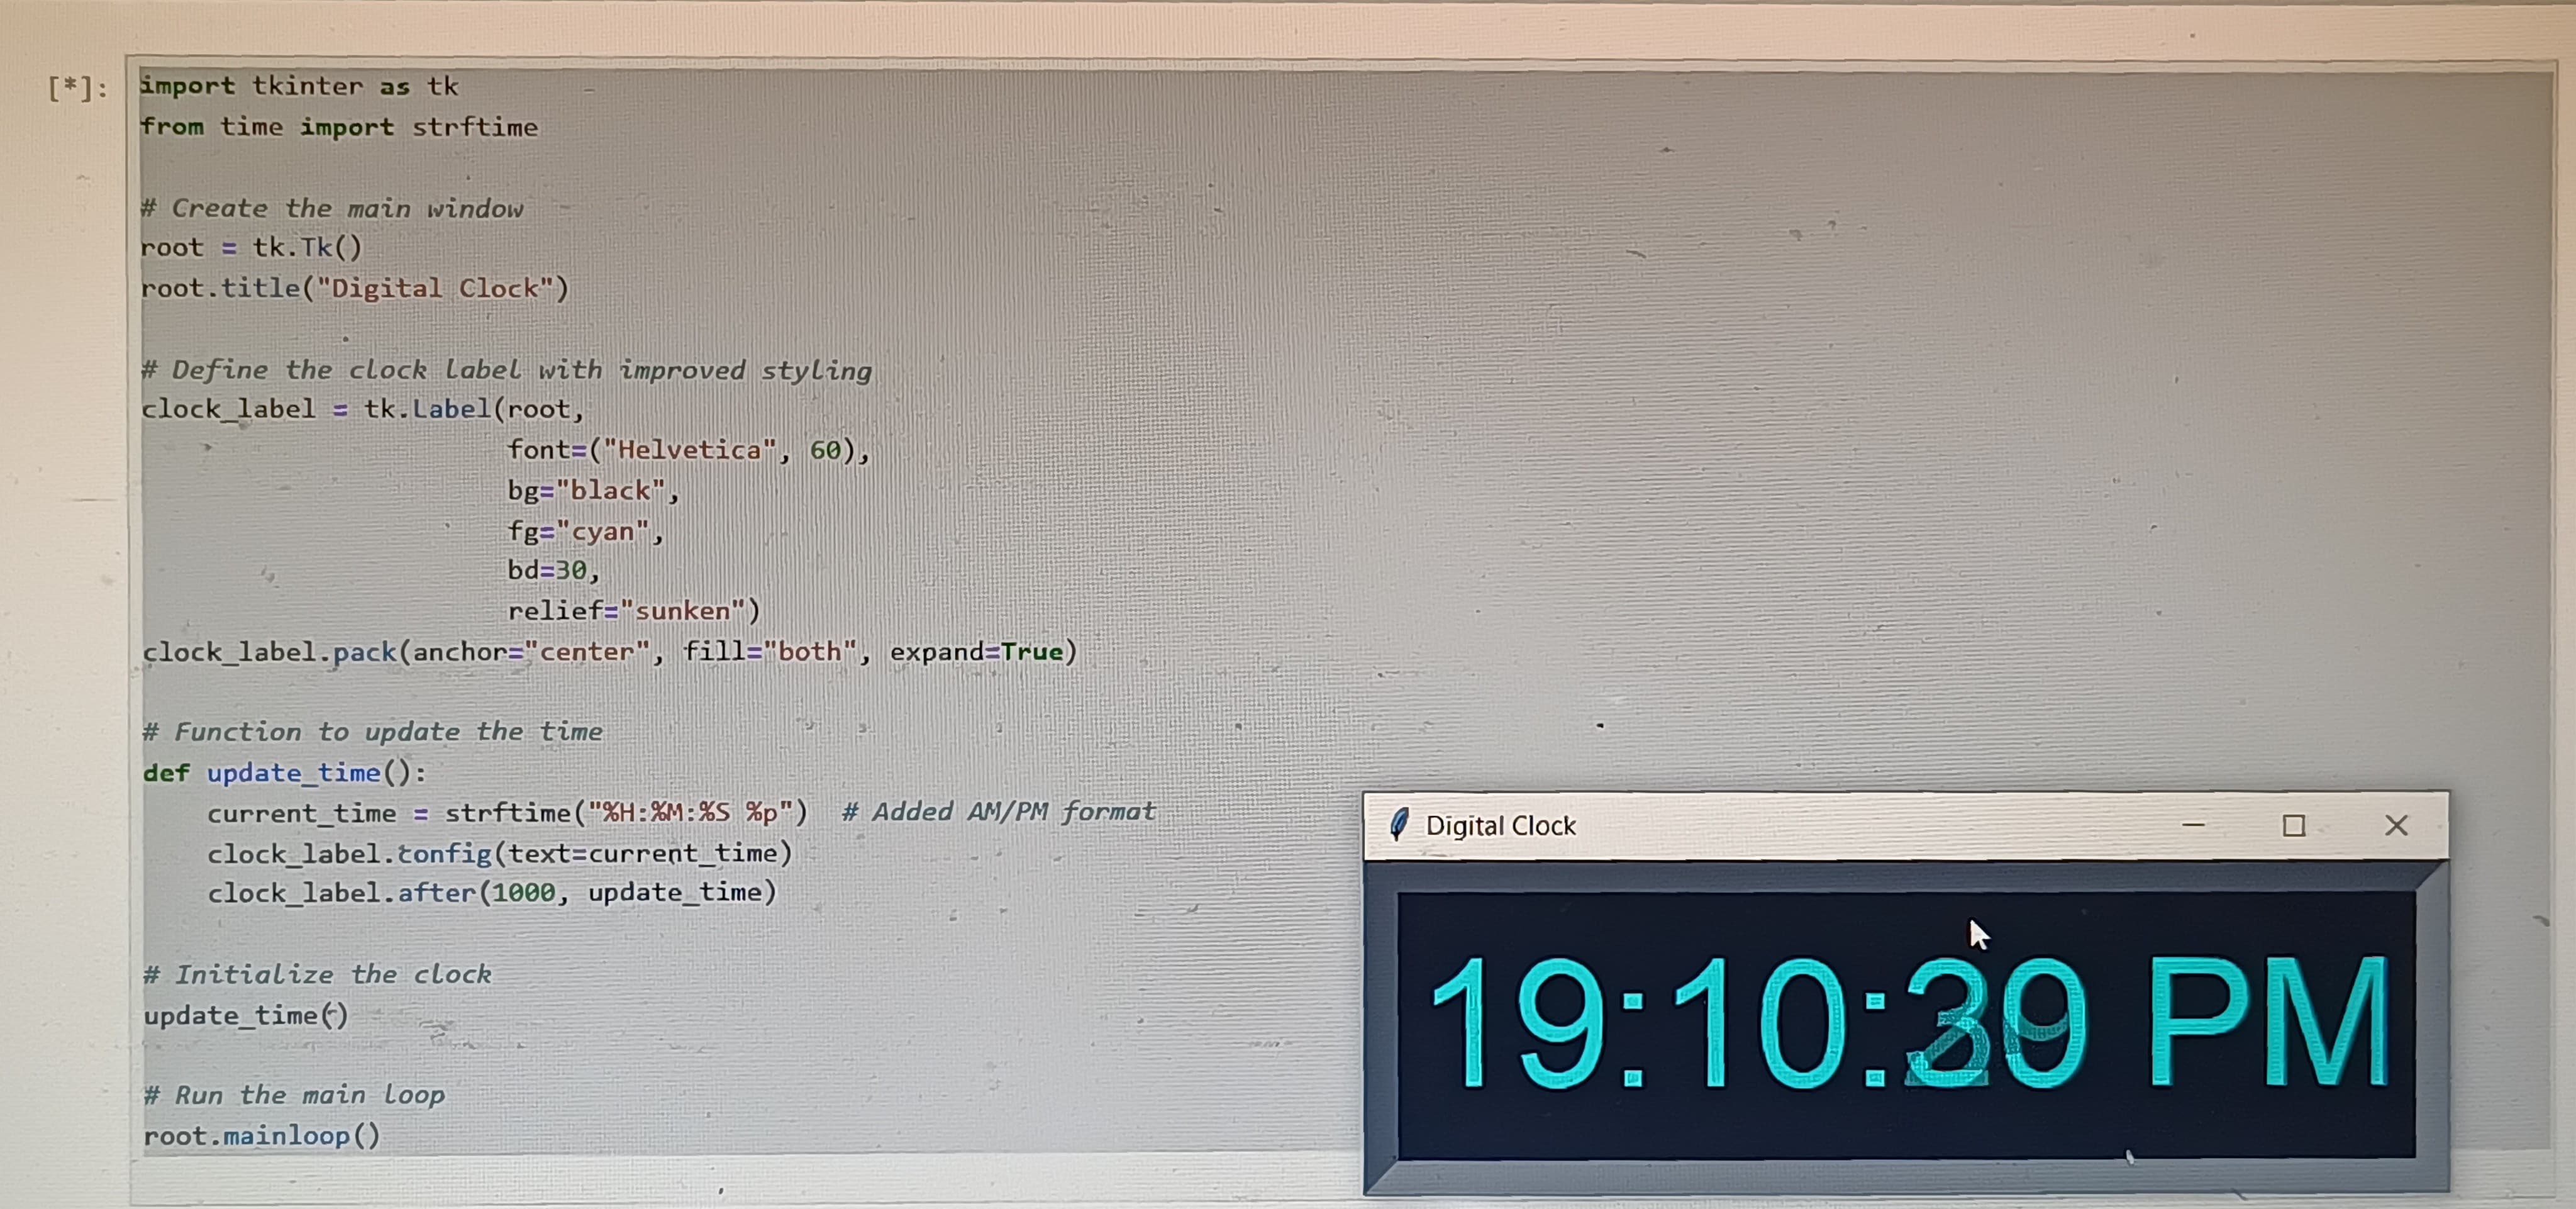 [*]:
import tkinter as tk
from time import strftime
# Create the main window
root = tk.Tk()
root.title("Digital Clock")
# Define the clock label with improved styling
clock_label = tk.Label(root,
font=("Helvetica", 60),
bg="black",
fg="cyan",
bd=30,
relief="sunken")
clock_label.pack(anchor="center", fill="both", expand=True)
# Function to update the time
def update_time():
current_time = strftime("%H:%M:%S %p")  # Added AM/PM format
clock_label.config(text=current_time)
clock_label.after(1000, update_time)
# Initialize the clock
update_time()
# Run the main loop
root.mainloop()
Digital Clock
19:10: PM